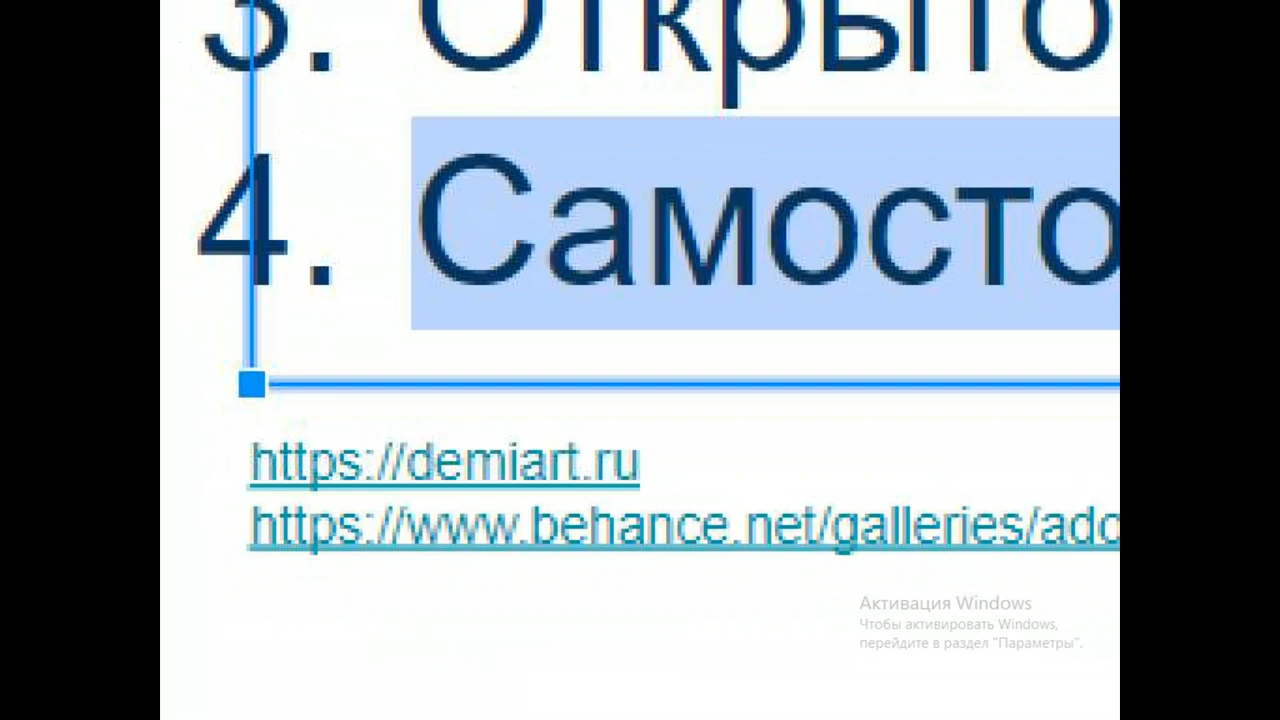 3. Открыто
4. Самосто
https://demiart.ru
https://www.behance.net/galleries/ado
Активация Windows
Чтобы активировать Windows,
перейдите в раздел "Параметры".